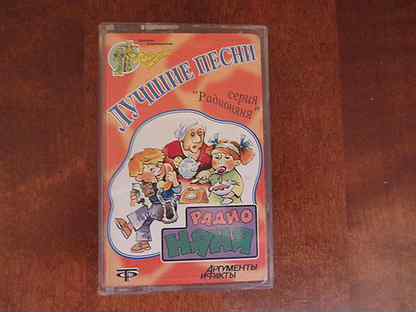 ЛУЧШИЕ ПЕСНИ
серия
"Радионяня"
РАДИО
НЯНЯ
АРГУМЕНТЫ
И ФАКТЫ